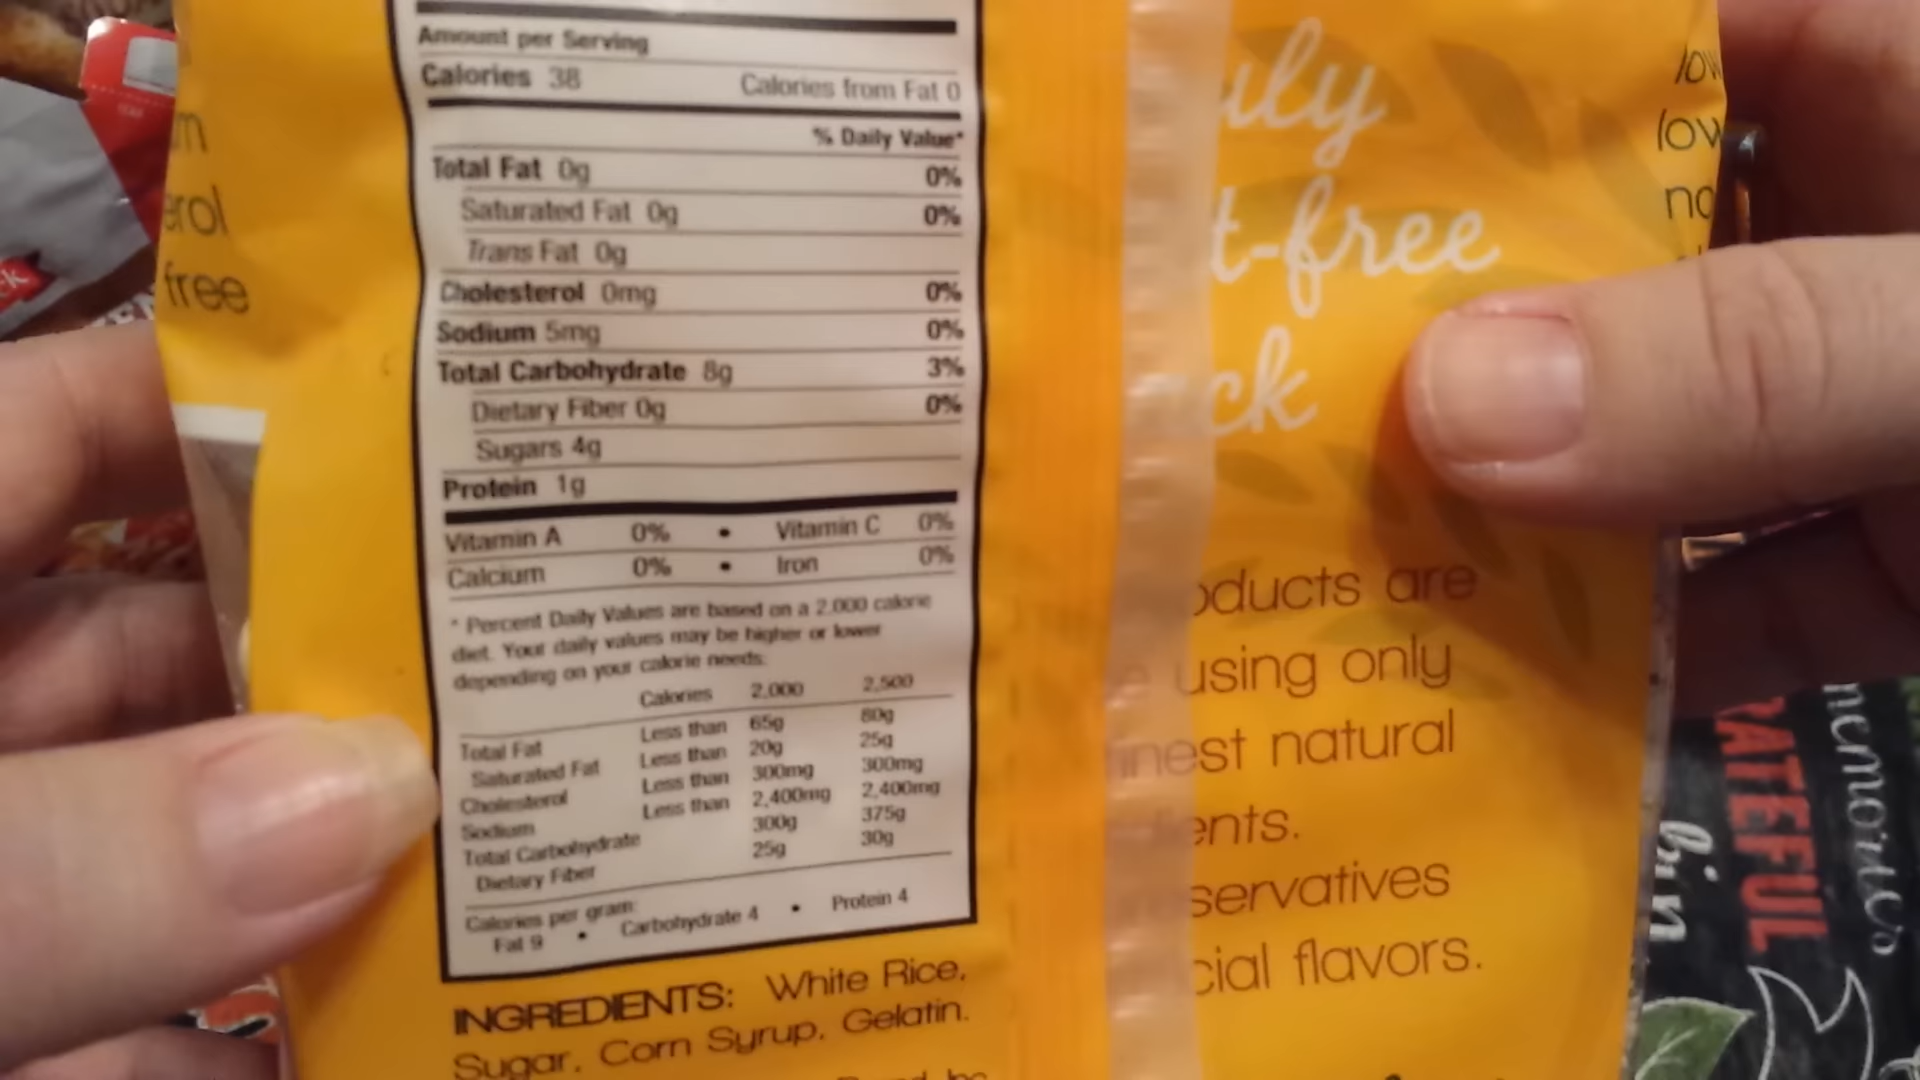 Amount per Serving
Calories 38 Calories from Fat 0
% Daily Value*
Total Fat 0g 0%
Saturated Fat 0g 0%
Trans Fat 0g
Cholesterol 0mg 0%
Sodium 5mg 0%
Total Carbohydrate 8g 3%
Dietary Fiber 0g 0%
Sugars 4g
Protein 1g
Vitamin A 0% • Vitamin C 0%
Calcium 0% • Iron 0%
* Percent Daily Values are based on a 2,000 calorie
diet. Your daily values may be higher or lower
depending on your calorie needs:
Calories 2,000 2,500
Total Fat Less than 65g 80g
Saturated Fat Less than 20g 25g
Cholesterol Less than 300mg 300mg
Sodium Less than 2,400mg 2,400mg
Total Carbohydrate 300g 375g
Dietary Fiber 25g 30g
Calories per gram:
Fat 9 • Carbohydrate 4 • Protein 4
INGREDIENTS: White Rice,
Sugar, Corn Syrup, Gelatin.
free
uly
t-free
ck
oducts are
using only
inest natural
ents.
servatives
cial flavors.
low
low
no
ATEFUL